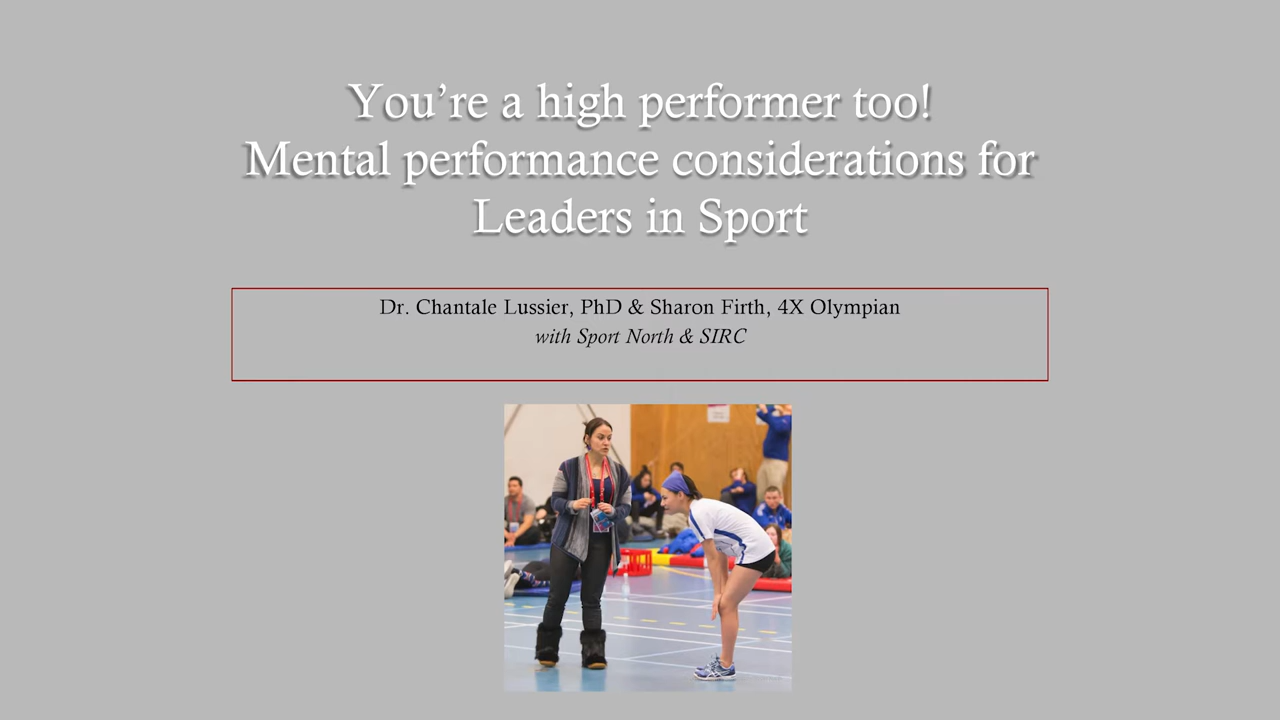 You’re a high performer too!
Mental performance considerations for
Leaders in Sport
Dr. Chantale Lussier, PhD & Sharon Firth, 4X Olympian
with Sport North & SIRC